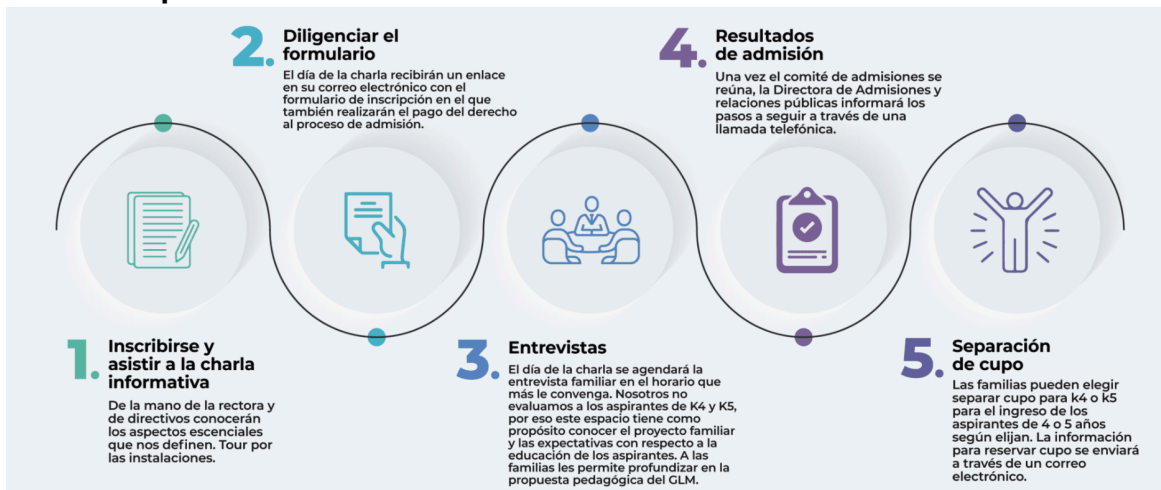 1.
Inscribirse y
asistir a la charla
informativa
De la mano de la rectora y
de directivos conocerán
los aspectos escenciales
que nos definen. Tour por
las instalaciones.
2.
Diligenciar el
formulario
El día de la charla recibirán un enlace
en su correo electrónico con el
formulario de inscripción en el que
también realizarán el pago del derecho
al proceso de admisión.
3.
Entrevistas
El día de la charla se agendará la
entrevista familiar en el horario que
más le convenga. Nosotros no
evaluamos a los aspirantes de K4 y K5,
por eso este espacio tiene como
propósito conocer el proyecto familiar
y las expectativas con respecto a la
educación de los aspirantes. A las
familias les permite profundizar en la
propuesta pedagógica del GLM.
4.
Resultados
de admisión
Una vez el comité de admisiones se
reúna, la Directora de Admisiones y
relaciones públicas informará los
pasos a seguir a través de una
llamada telefónica.
5.
Separación
de cupo
Las familias pueden elegir
separar cupo para k4 o k5
para el ingreso de los
aspirantes de 4 o 5 años
según elijan. La información
para reservar cupo se enviará
a través de un correo
electrónico.